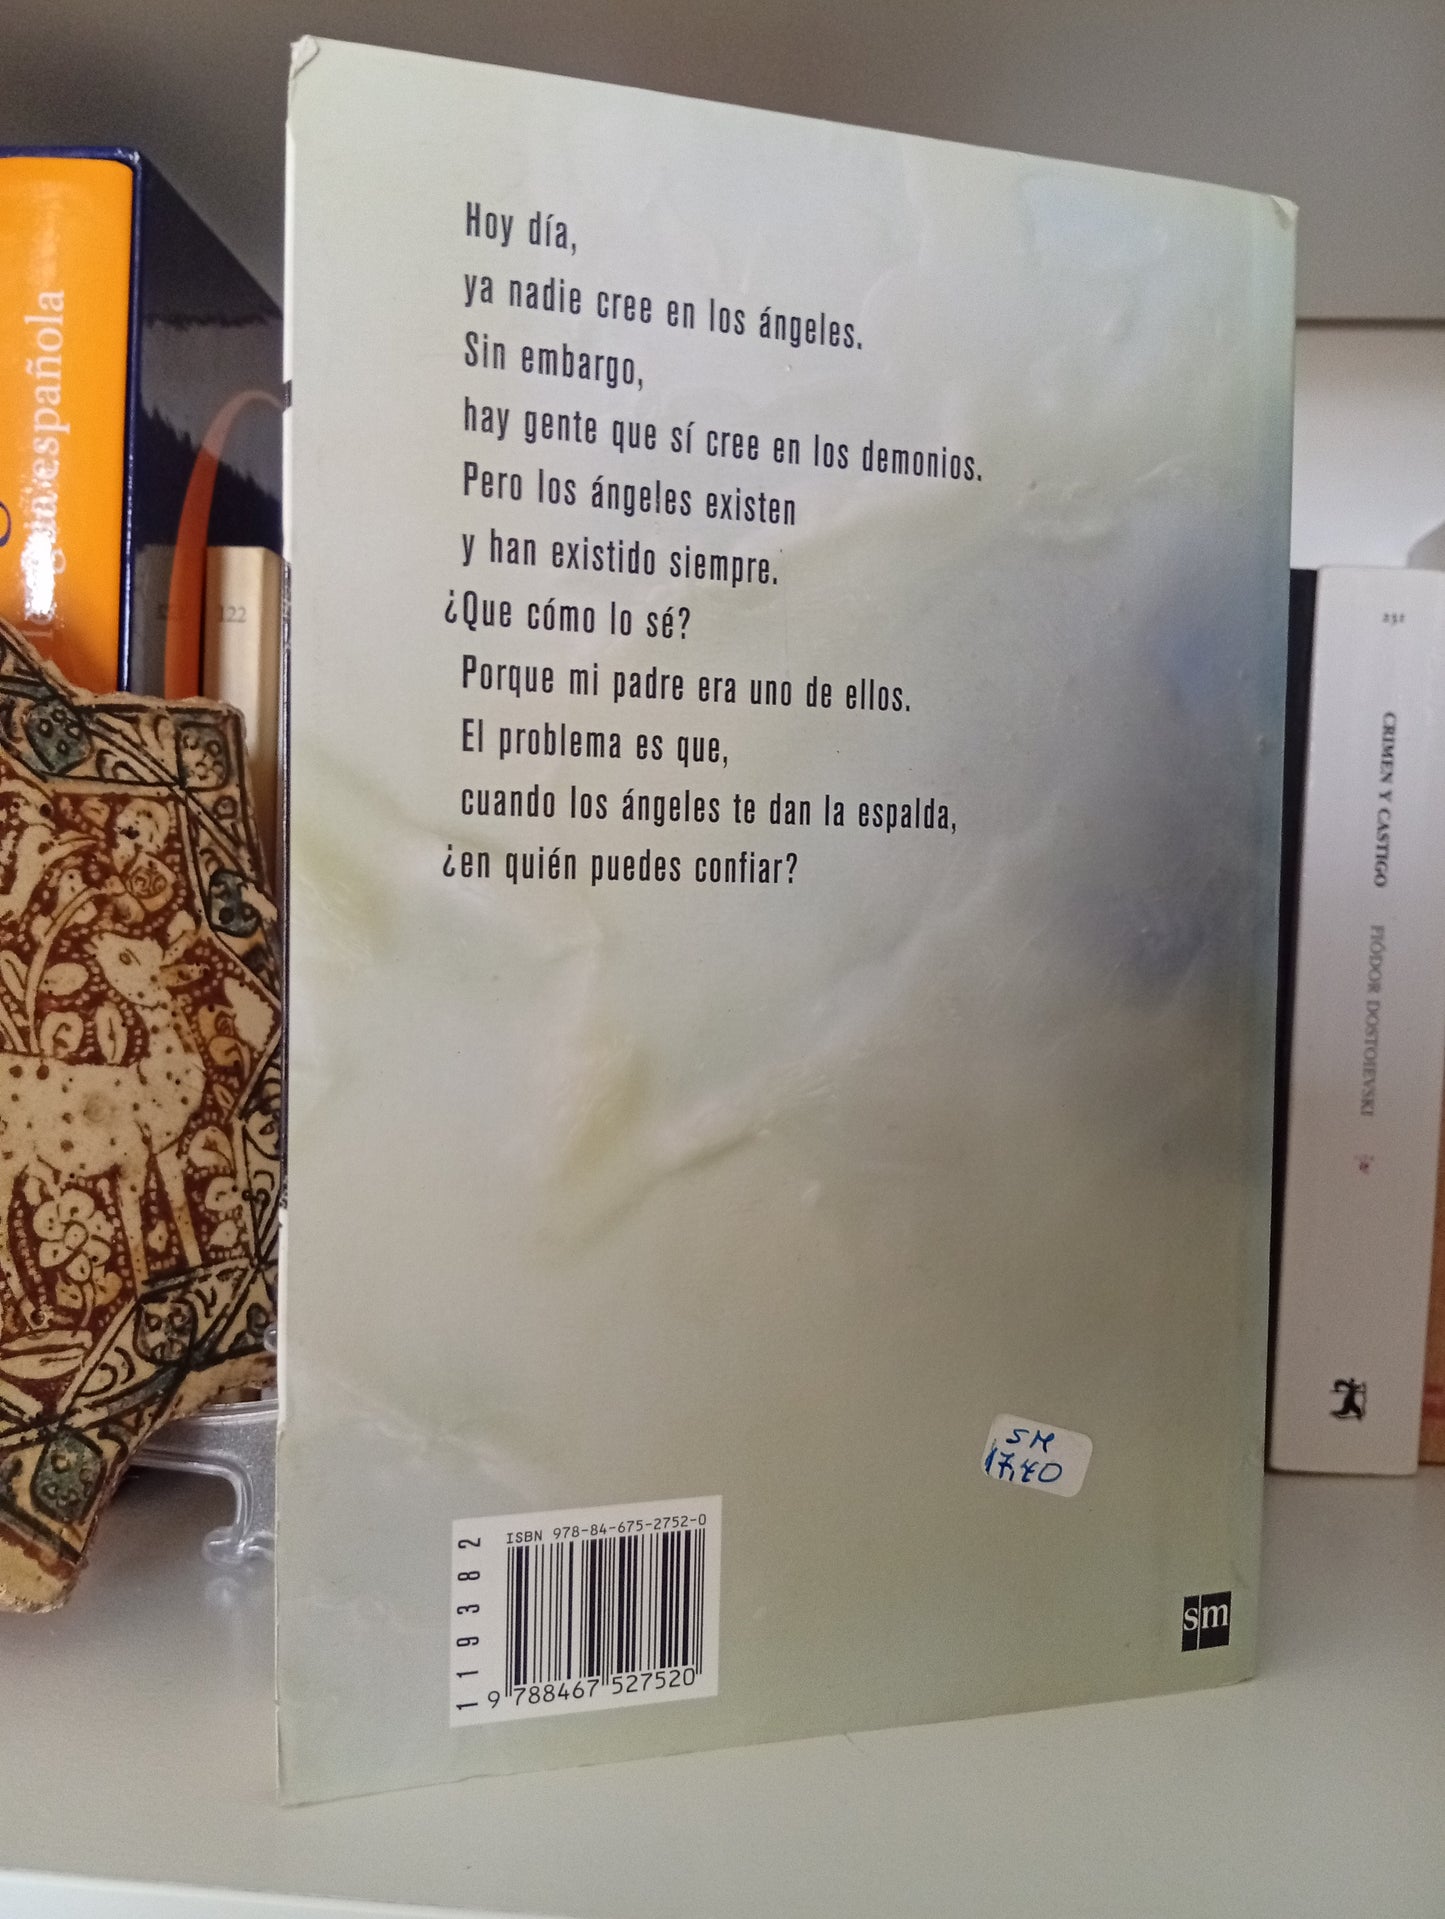 Hoy día,
ya nadie cree en los ángeles.
Sin embargo,
hay gente que sí cree en los demonios.
Pero los ángeles existen
y han existido siempre.
¿Que cómo lo sé?
Porque mi padre era uno de ellos.
El problema es que,
cuando los ángeles te dan la espalda,
¿en quién puedes confiar?
SM
17,40
ISBN 978-84-675-2752-0
119382
9 788467 527520
sm
lengua española
122
232
CRIMEN Y CASTIGO FIÓDOR DOSTOIEVSKI